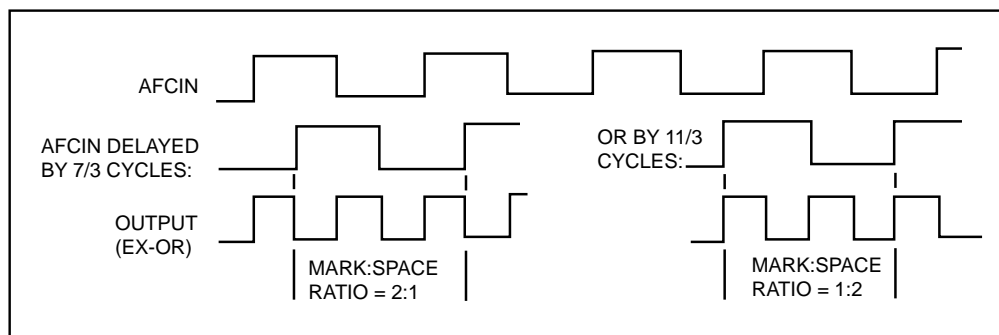 AFCIN
AFCIN DELAYED
BY 7/3 CYCLES:
OR BY 11/3
CYCLES:
OUTPUT
(EX-OR)
MARK:SPACE
RATIO = 2:1
MARK:SPACE
RATIO = 1:2